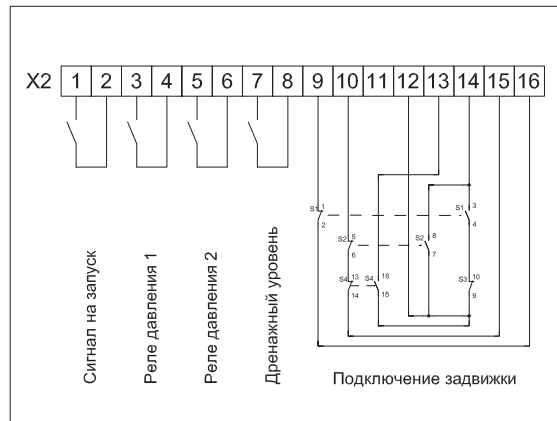 X2 1 2 3 4 5 6 7 8 9 10 11 12 13 14 15 16
S1 1 2
S1 3 4
S2 5 6
S2 8 7
S4 13 14
S4 16 15
S3 10 9
Сигнал на запуск
Реле давления 1
Реле давления 2
Дренажный уровень
Подключение задвижки